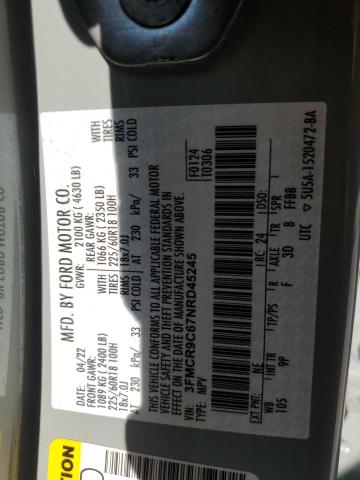 MFD. BY FORD MOTOR CO.
DATE: 04/22
GVWR:
2100 KG ( 4630 LB)
FRONT GAWR:
REAR GAWR:
1089 KG (2400 LB)
1066 KG ( 2350 LB)
WITH
225/60R18 100H
WITH
TIRES
225/60R18 100H
TIRES
18x7.0J
RIMS
18x7.0J
RIMS
AT 230 kPa/ 33 PSI COLD
AT 230 kPa/ 33 PSI COLD
THIS VEHICLE CONFORMS TO ALL APPLICABLE FEDERAL MOTOR
VEHICLE SAFETY AND THEFT PREVENTION STANDARDS IN
EFFECT ON THE DATE OF MANUFACTURE SHOWN ABOVE.
F0124
T0306
VIN: 3FMCR9C67NRD45245
TYPE: MPV
EXT PNT: NE
RC: 24
DSO:
WB
INT TR
TP/PS
R
AXLE
TR
SPR
105
9P
F
3D
8
FFBB
UTC
5U5A-1520472-BA